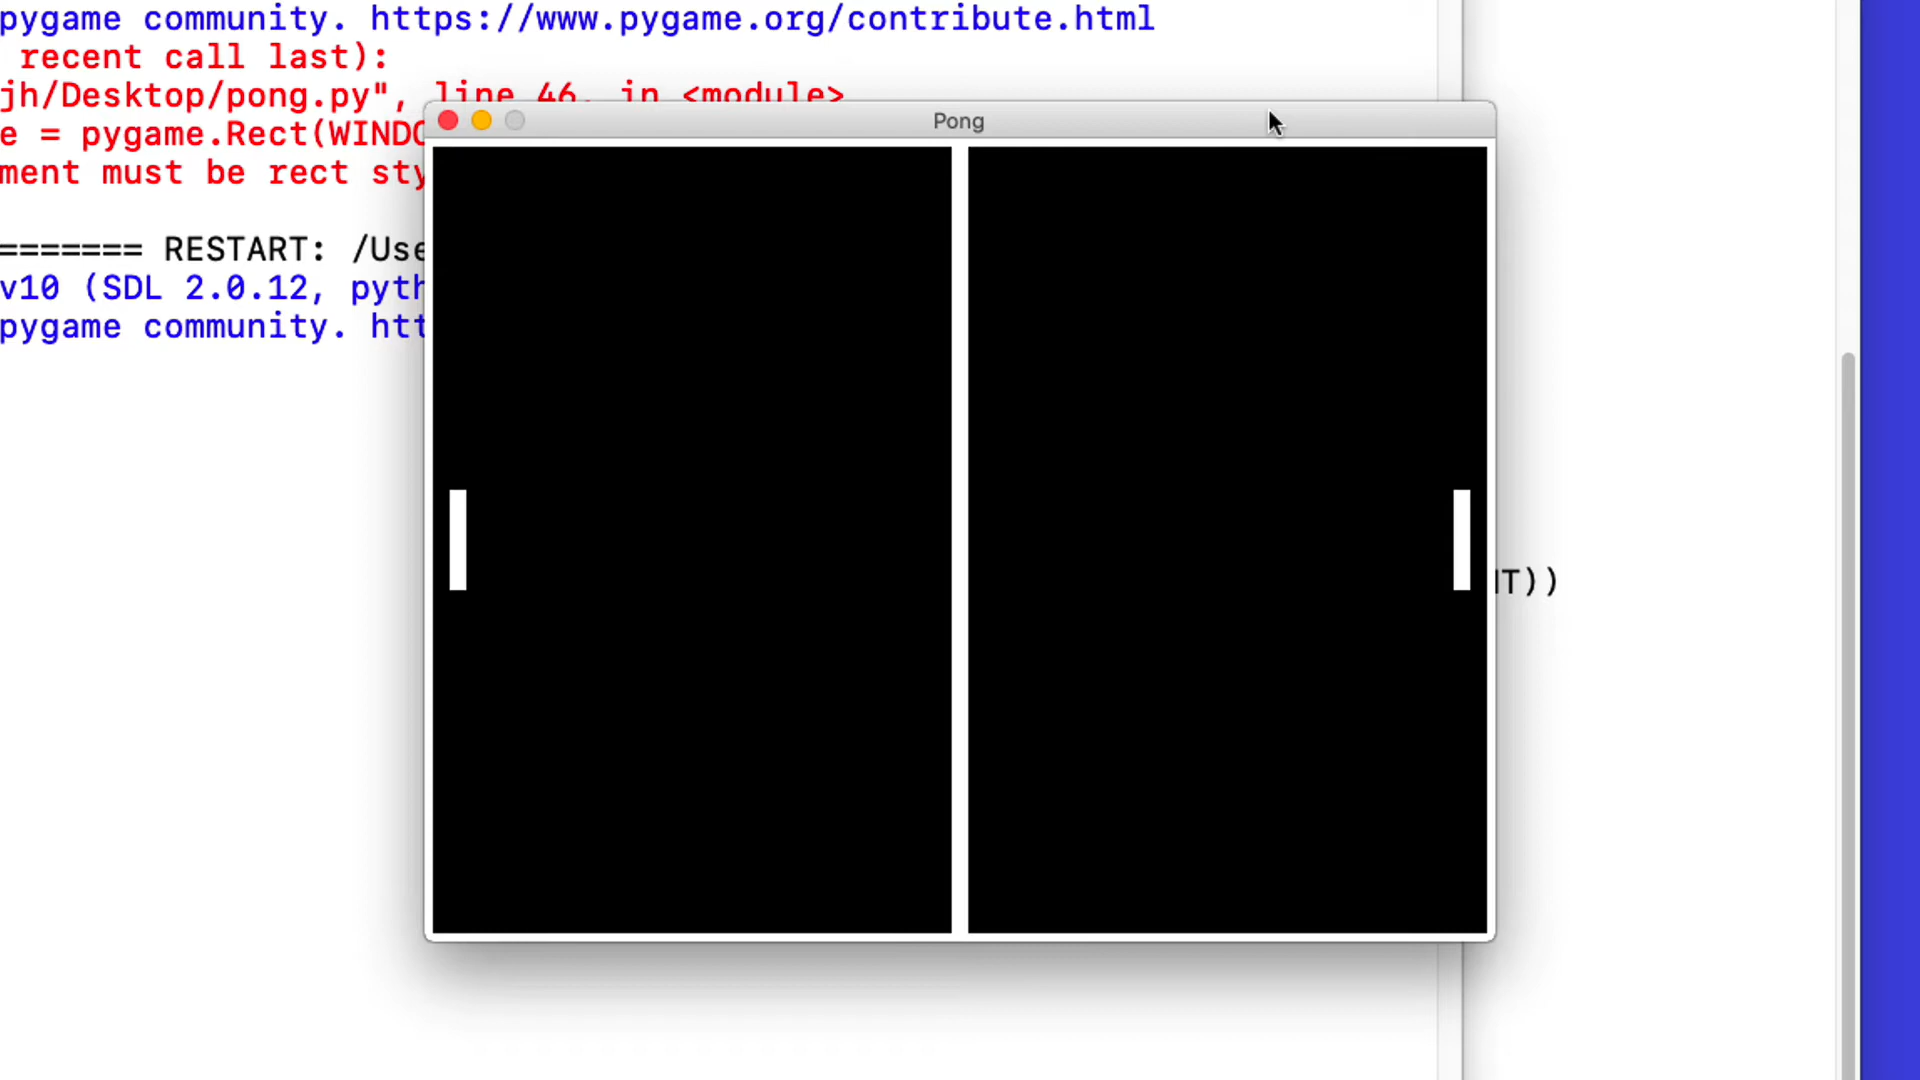 pygame community. https://www.pygame.org/contribute.html
recent call last):
jh/Desktop/pong.py", line 46, in <module>
Pong
e = pygame.Rect(WINDO
ment must be rect sty
======= RESTART: /Use
v10 (SDL 2.0.12, pyth
pygame community. htt
T))